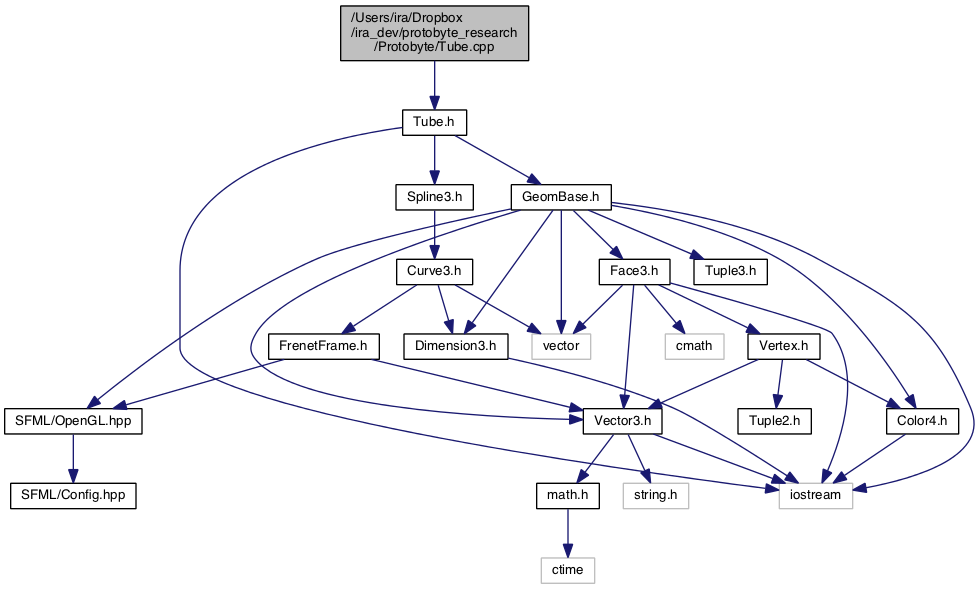 /Users/ira/Dropbox
/ira_dev/protobyte_research
/Protobyte/Tube.cpp
Tube.h
Spline3.h
GeomBase.h
Curve3.h
Face3.h
Tuple3.h
FrenetFrame.h
Dimension3.h
vector
cmath
Vertex.h
SFML/OpenGL.hpp
Vector3.h
Tuple2.h
Color4.h
SFML/Config.hpp
math.h
string.h
iostream
ctime